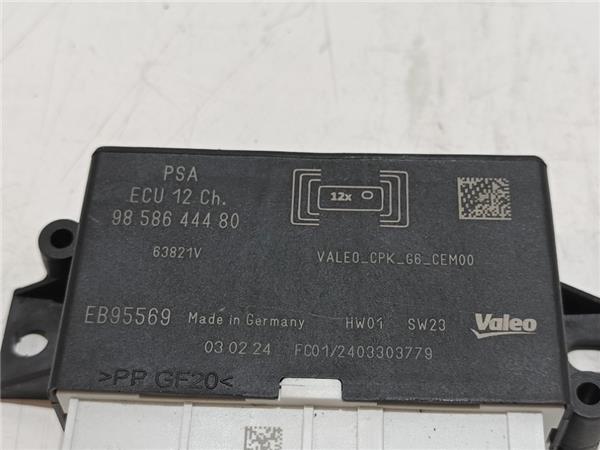 PSA
ECU 12 Ch.
98 586 444 80
63821V
12x
VALEO_CPK_G6_CEM00
EB95569 Made in Germany HW01 SW23 Valeo
03 02 24 FC01/2403303779
>PP GF20<